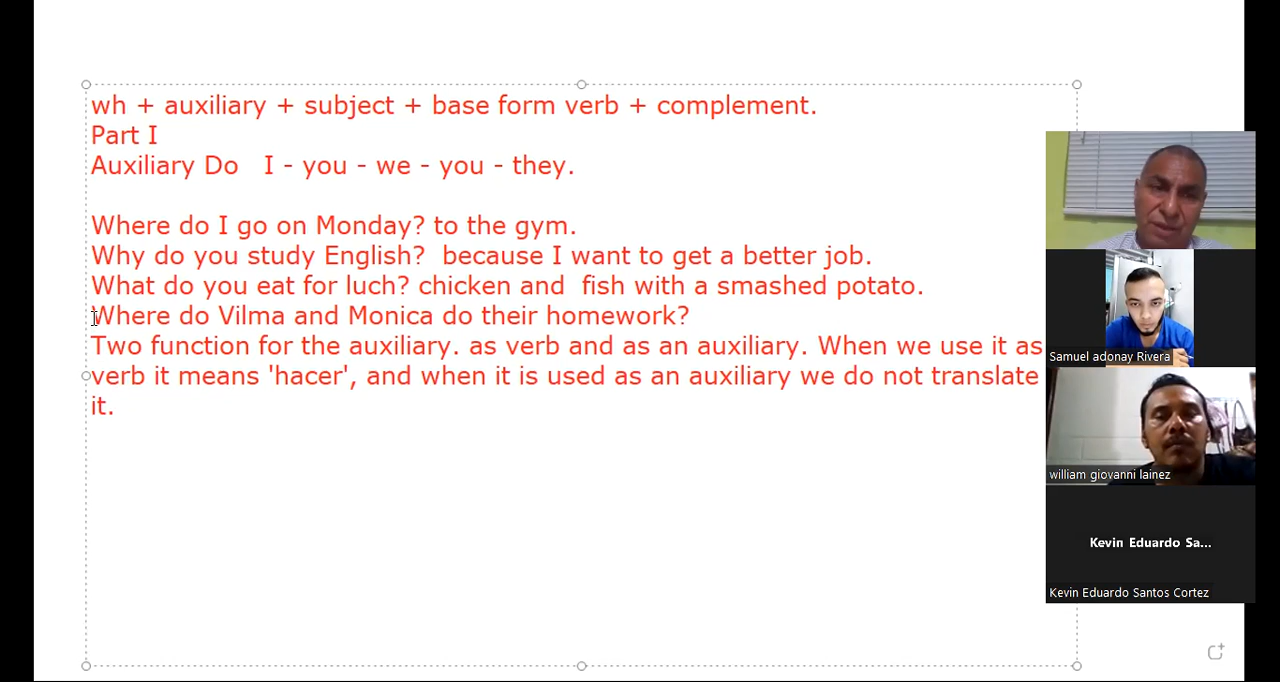 wh + auxiliary + subject + base form verb + complement.
Part I
Auxiliary Do I - you - we - you - they.
Where do I go on Monday? to the gym.
Why do you study English? because I want to get a better job.
What do you eat for luch? chicken and fish with a smashed potato.
Where do Vilma and Monica do their homework?
Two function for the auxiliary. as verb and as an auxiliary. When we use it as
verb it means 'hacer', and when it is used as an auxiliary we do not translate
it.
Samuel adonay Rivera
william giovanni lainez
Kevin Eduardo Sa...
Kevin Eduardo Santos Cortez